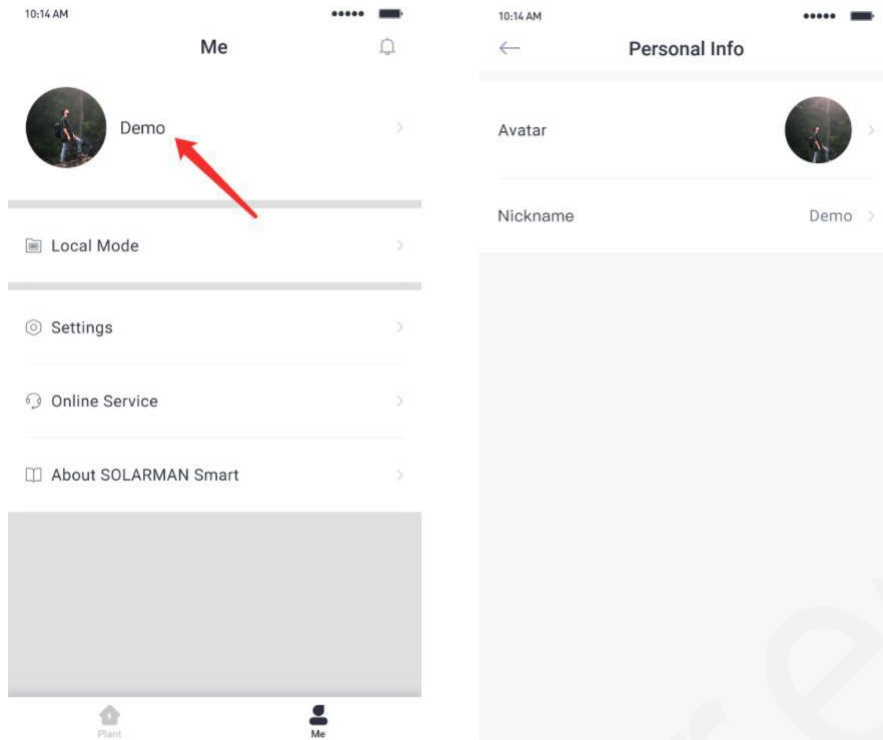 10:14 AM
Me
Demo
Local Mode
Settings
Online Service
About SOLARMAN Smart
Plant
Me
10:14 AM
Personal Info
Avatar
Nickname
Demo